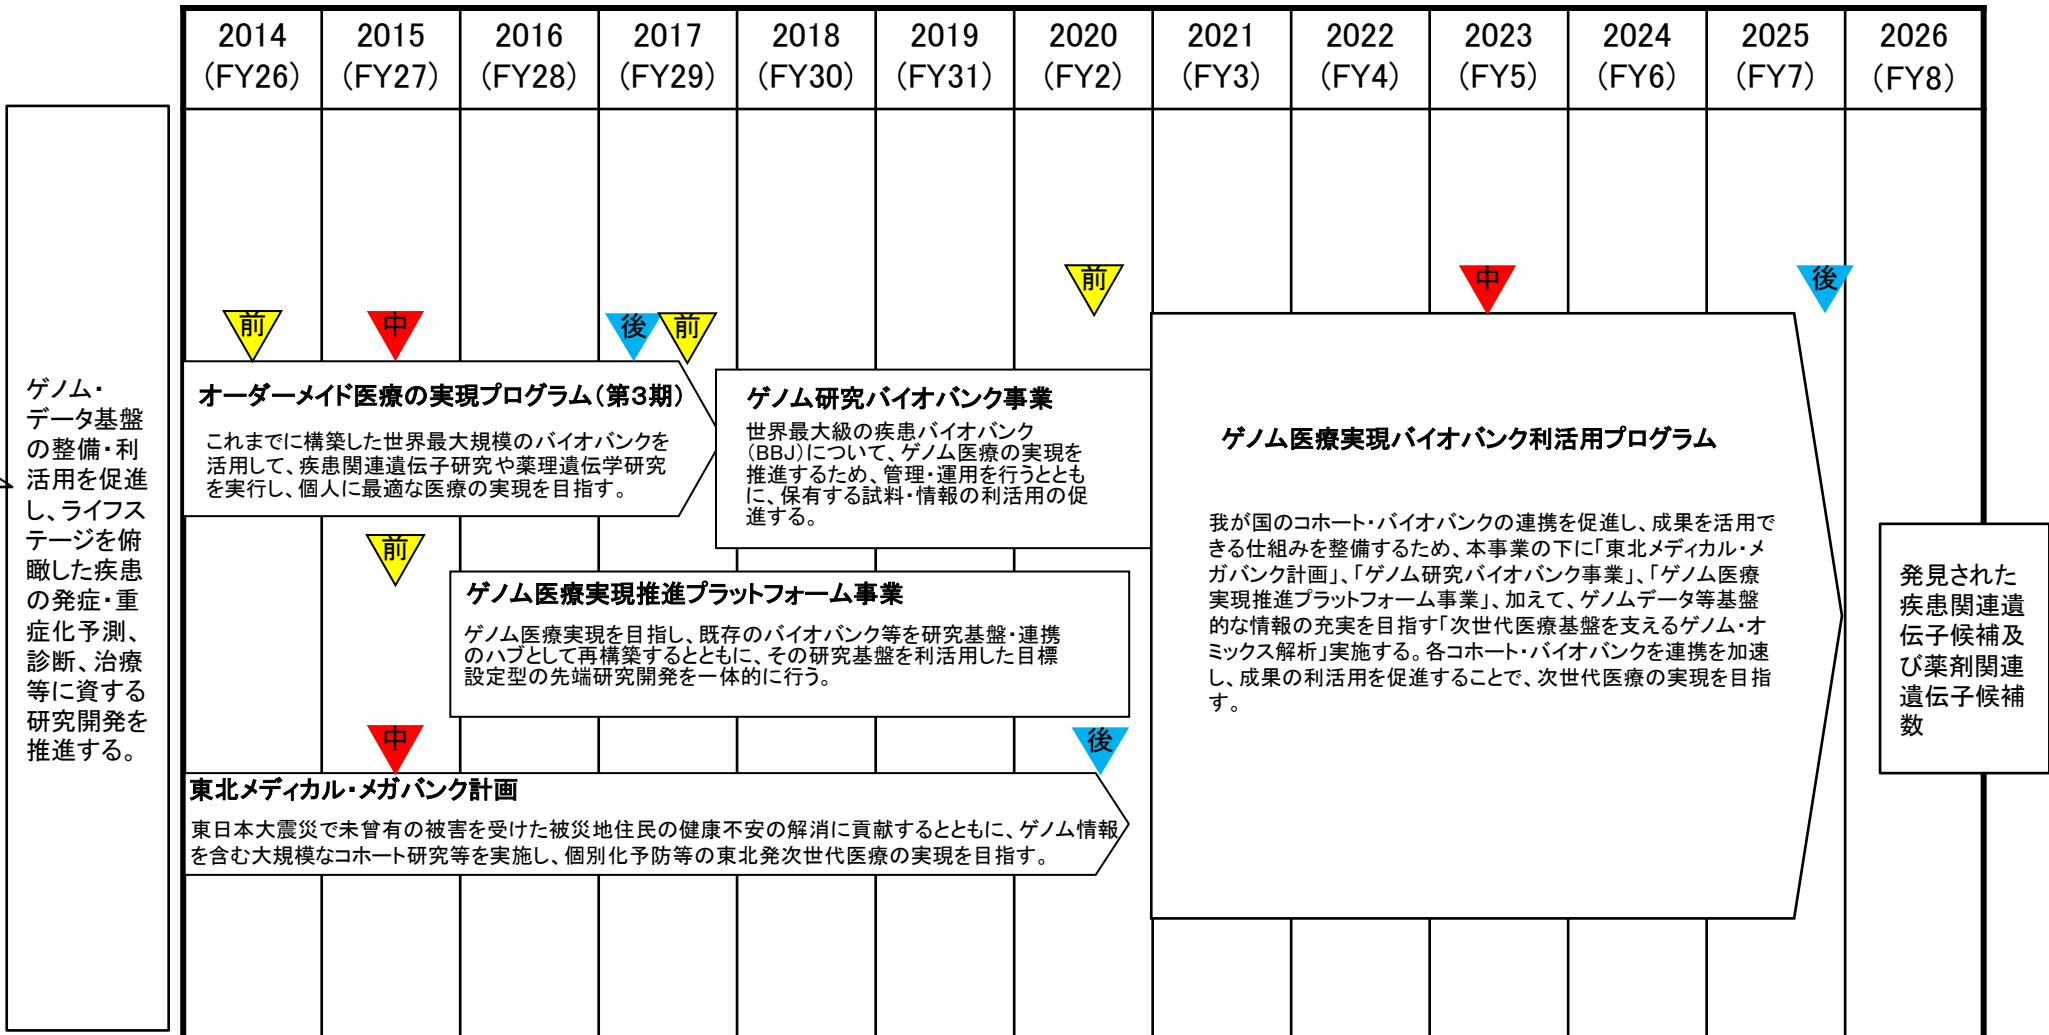 2014
(FY26)
2015
(FY27)
2016
(FY28)
2017
(FY29)
2018
(FY30)
2019
(FY31)
2020
(FY2)
2021
(FY3)
2022
(FY4)
2023
(FY5)
2024
(FY6)
2025
(FY7)
2026
(FY8)
ゲノム・
データ基盤
の整備・利
活用を促進
し、ライフス
テージを俯
瞰した疾患
の発症・重
症化予測、
診断、治療
等に資する
研究開発を
推進する。
前
中
後
前
前
中
後
オーダーメイド医療の実現プログラム(第3期)
これまでに構築した世界最大規模のバイオバンクを
活用して、疾患関連遺伝子研究や薬理遺伝学研究
を実行し、個人に最適な医療の実現を目指す。
ゲノム研究バイオバンク事業
世界最大級の疾患バイオバンク
(BBJ)について、ゲノム医療の実現を
推進するため、管理・運用を行うととも
に、保有する試料・情報の利活用の促
進する。
前
ゲノム医療実現推進プラットフォーム事業
ゲノム医療実現を目指し、既存のバイオバンク等を研究基盤・連携
のハブとして再構築するとともに、その研究基盤を利活用した目標
設定型の先端研究開発を一体的に行う。
中
後
東北メディカル・メガバンク計画
東日本大震災で未曾有の被害を受けた被災地住民の健康不安の解消に貢献するとともに、ゲノム情報
を含む大規模なコホート研究等を実施し、個別化予防等の東北発次世代医療の実現を目指す。
ゲノム医療実現バイオバンク利活用プログラム
我が国のコホート・バイオバンクの連携を促進し、成果を活用で
きる仕組みを整備するため、本事業の下に「東北メディカル・メ
ガバンク計画」、「ゲノム研究バイオバンク事業」、「ゲノム医療
実現推進プラットフォーム事業」、加えて、ゲノムデータ等基盤
的な情報の充実を目指す「次世代医療基盤を支えるゲノム・オ
ミックス解析」実施する。各コホート・バイオバンクを連携を加速
し、成果の利活用を促進することで、次世代医療の実現を目指
す。
発見された
疾患関連遺
伝子候補及
び薬剤関連
遺伝子候補
数